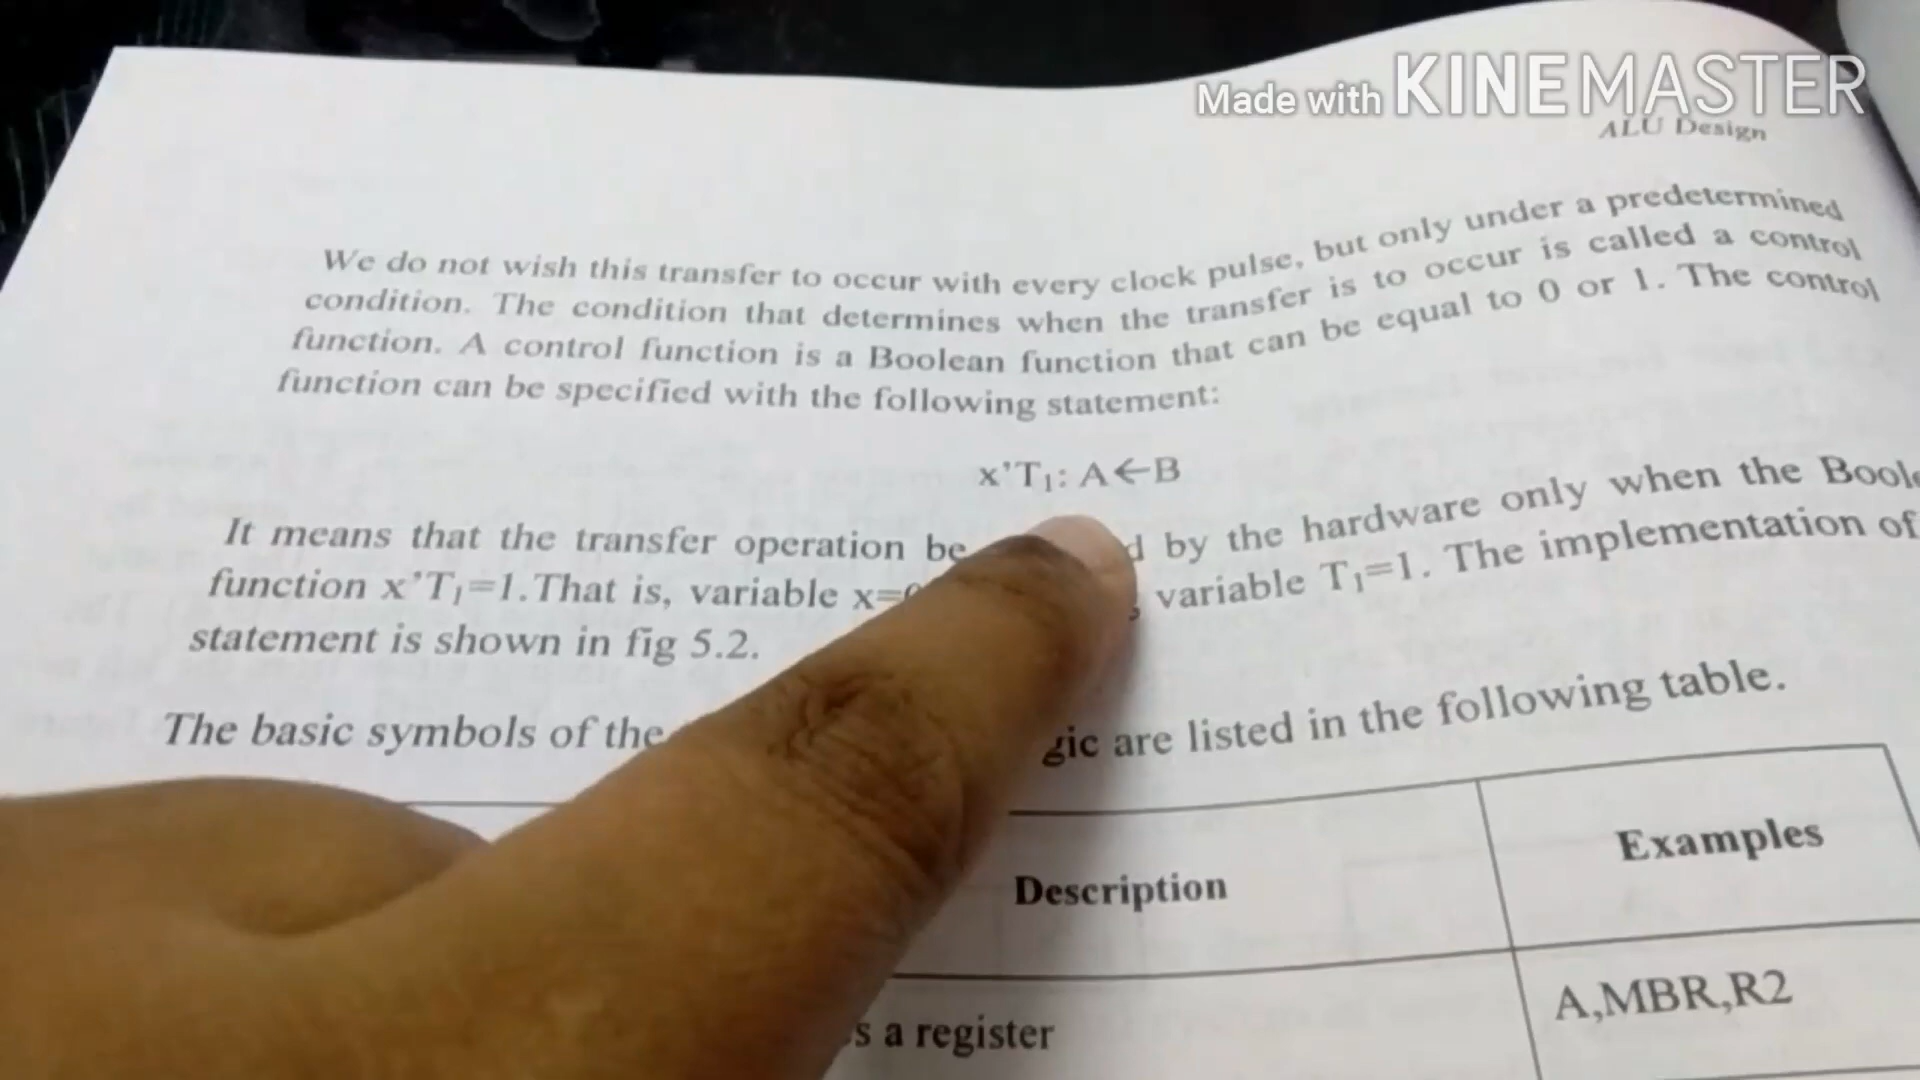 Made with KINEMASTER
ALU Design
We do not wish this transfer to occur with every clock pulse, but only under a predetermined
condition. The condition that determines when the transfer is to occur is called a control
function. A control function is a Boolean function that can be equal to 0 or 1. The control
function can be specified with the following statement:
x'T₁: A←B
It means that the transfer operation be by the hardware only when the Boole
function x'T₁=1.That is, variable x= variable T₁=1. The implementation of
statement is shown in fig 5.2.
The basic symbols of the gic are listed in the following table.
Description Examples
s a register A,MBR,R2